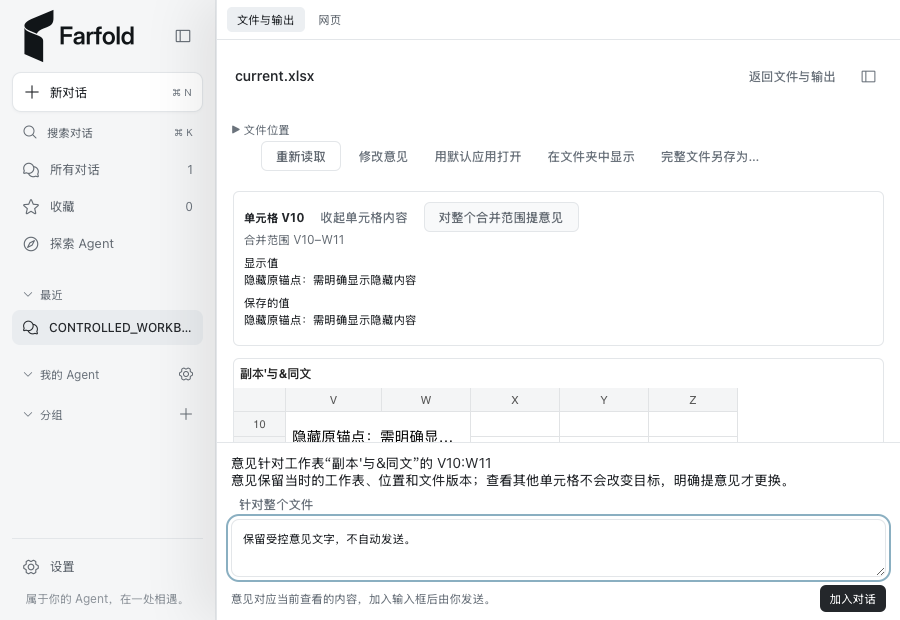 Farfold
新对话
⌘ N
搜索对话
⌘ K
所有对话
1
收藏
0
探索 Agent
最近
CONTROLLED_WORKB...
我的 Agent
分组
设置
属于你的 Agent，在一处相遇。
文件与输出
网页
current.xlsx
返回文件与输出
文件位置
重新读取
修改意见
用默认应用打开
在文件夹中显示
完整文件另存为...
单元格 V10
收起单元格内容
对整个合并范围提意见
合并范围 V10–W11
显示值
隐藏原锚点：需明确显示隐藏内容
保存的值
隐藏原锚点：需明确显示隐藏内容
副本'与&同文
V
W
X
Y
Z
10
隐藏原锚点：需明确显...
意见针对工作表“副本'与&同文”的 V10:W11
意见保留当时的工作表、位置和文件版本；查看其他单元格不会改变目标，明确提意见才更换。
针对整个文件
保留受控意见文字，不自动发送。
意见对应当前查看的内容，加入输入框后由你发送。
加入对话